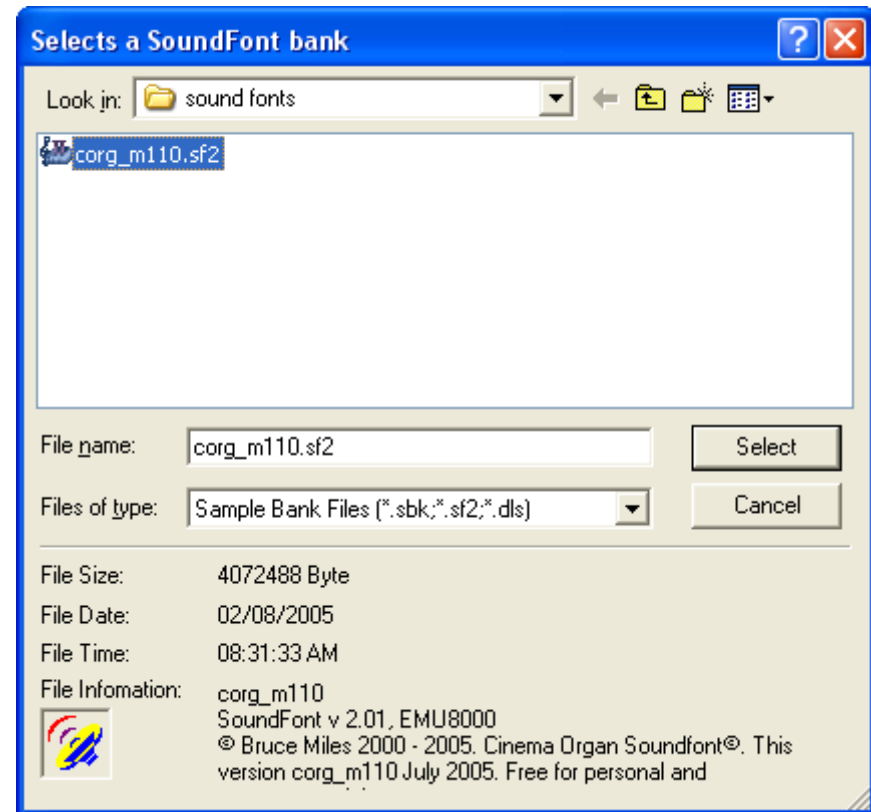 Selects a SoundFont bank
Look in: sound fonts
corg_m110.sf2
File name: corg_m110.sf2 Select
Files of type: Sample Bank Files (*.sbk;*.sf2;*.dls) Cancel
File Size: 4072488 Byte
File Date: 02/08/2005
File Time: 08:31:33 AM
File Infomation: corg_m110
SoundFont v 2.01, EMU8000
© Bruce Miles 2000 - 2005. Cinema Organ Soundfont©. This
version corg_m110 July 2005. Free for personal and